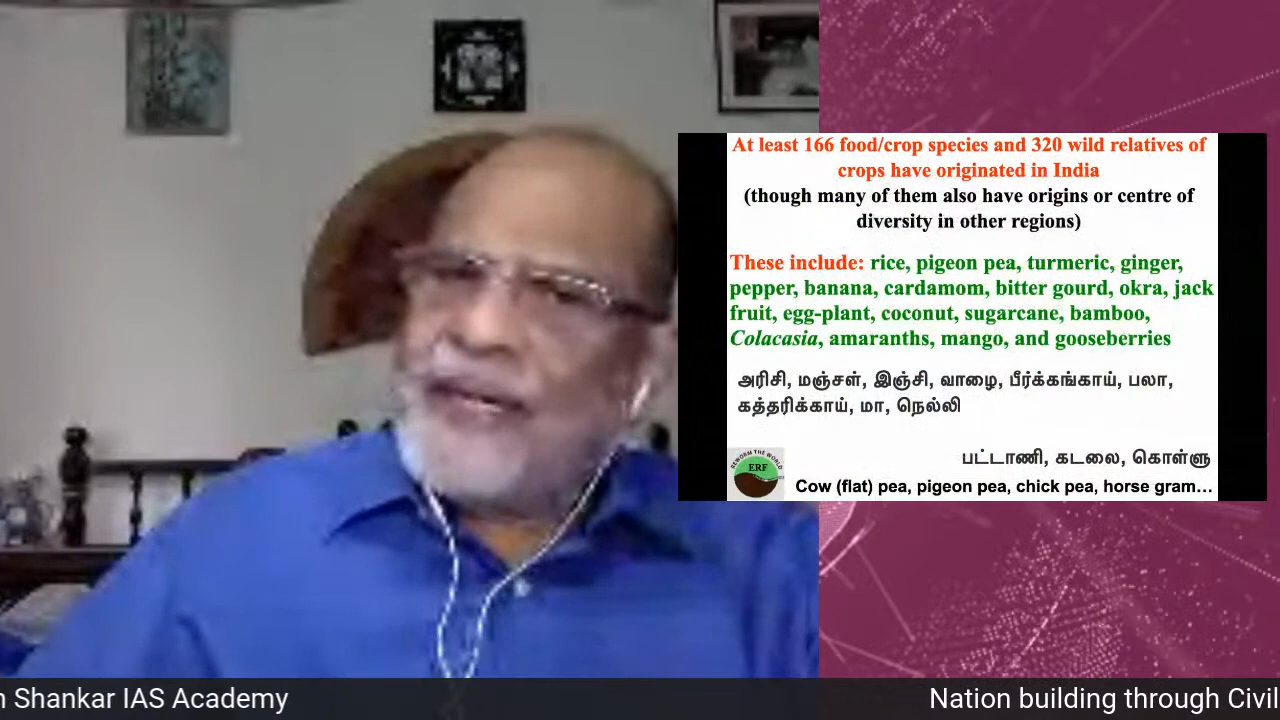 At least 166 food/crop species and 320 wild relatives of
crops have originated in India
(though many of them also have origins or centre of
diversity in other regions)
These include: rice, pigeon pea, turmeric, ginger,
pepper, banana, cardamom, bitter gourd, okra, jack
fruit, egg-plant, coconut, sugarcane, bamboo,
Colacasia, amaranths, mango, and gooseberries
அரிசி, மஞ்சள், இஞ்சி, வாழை, பீர்க்கங்காய், பலா,
கத்தரிக்காய், மா, நெல்லி
பட்டாணி, கடலை, கொள்ளு
REWORM THE WORLD
ERF
Cow (flat) pea, pigeon pea, chick pea, horse gram...
n Shankar IAS Academy
Nation building through Civil